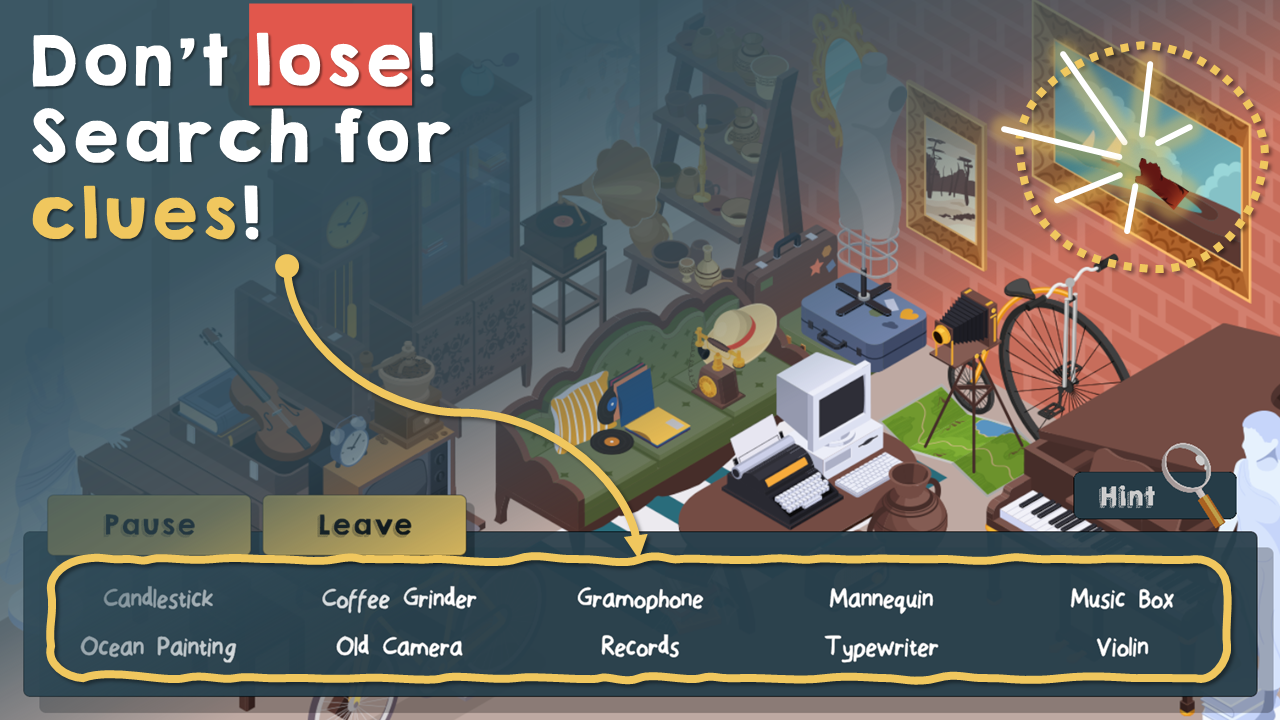 Don't lose!
Search for
clues!
Hint
Pause Leave
Candlestick Coffee Grinder Gramophone Mannequin Music Box
Ocean Painting Old Camera Records Typewriter Violin